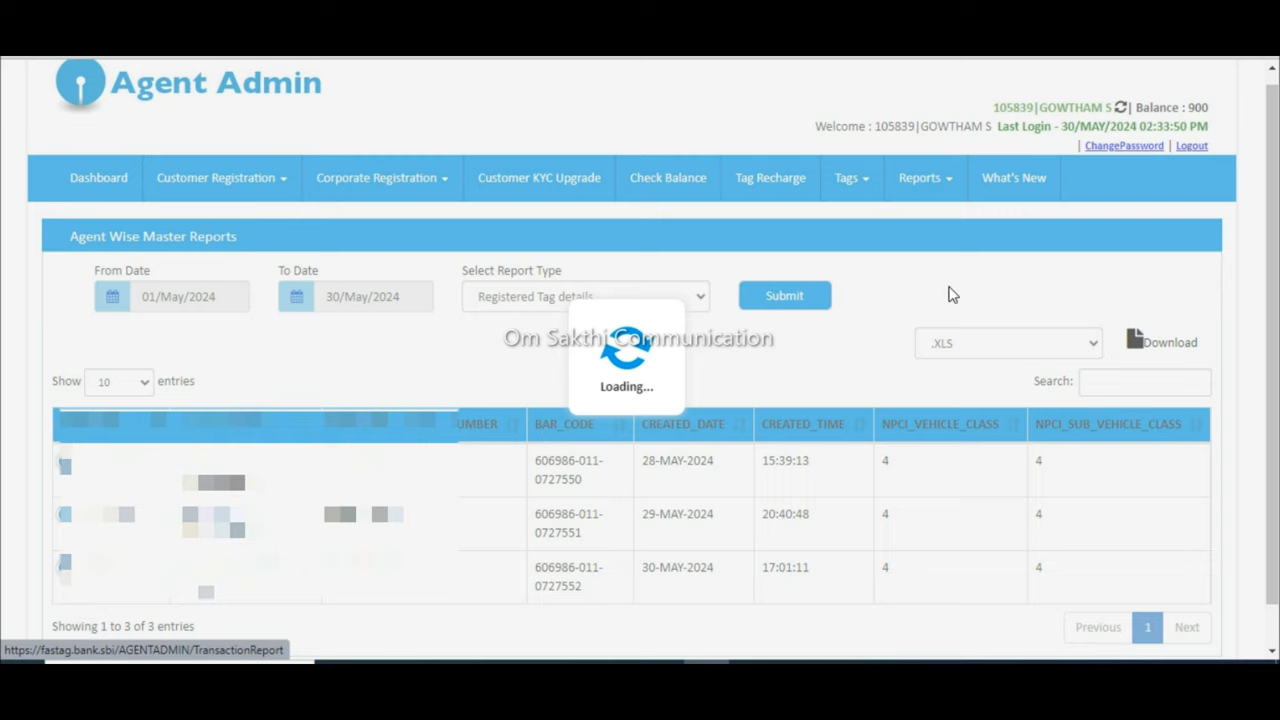 Agent Admin
105839|GOWTHAM S | Balance : 900
Welcome : 105839|GOWTHAM S Last Login - 30/MAY/2024 02:33:50 PM
| ChangePassword | Logout
Dashboard Customer Registration Corporate Registration Customer KYC Upgrade Check Balance Tag Recharge Tags Reports What's New
Agent Wise Master Reports
From Date To Date Select Report Type
01/May/2024 30/May/2024 Registered Tag details Submit
Om Sakthi Communication
.XLS Download
Loading...
Show 10 entries Search:
UMBER BAR_CODE CREATED_DATE CREATED_TIME NPCI_VEHICLE_CLASS NPCI_SUB_VEHICLE_CLASS
606986-011- 28-MAY-2024 15:39:13 4 4
0727550
606986-011- 29-MAY-2024 20:40:48 4 4
0727551
606986-011- 30-MAY-2024 17:01:11 4 4
0727552
Showing 1 to 3 of 3 entries Previous 1 Next
https://fastag.bank.sbi/AGENTADMIN/TransactionReport